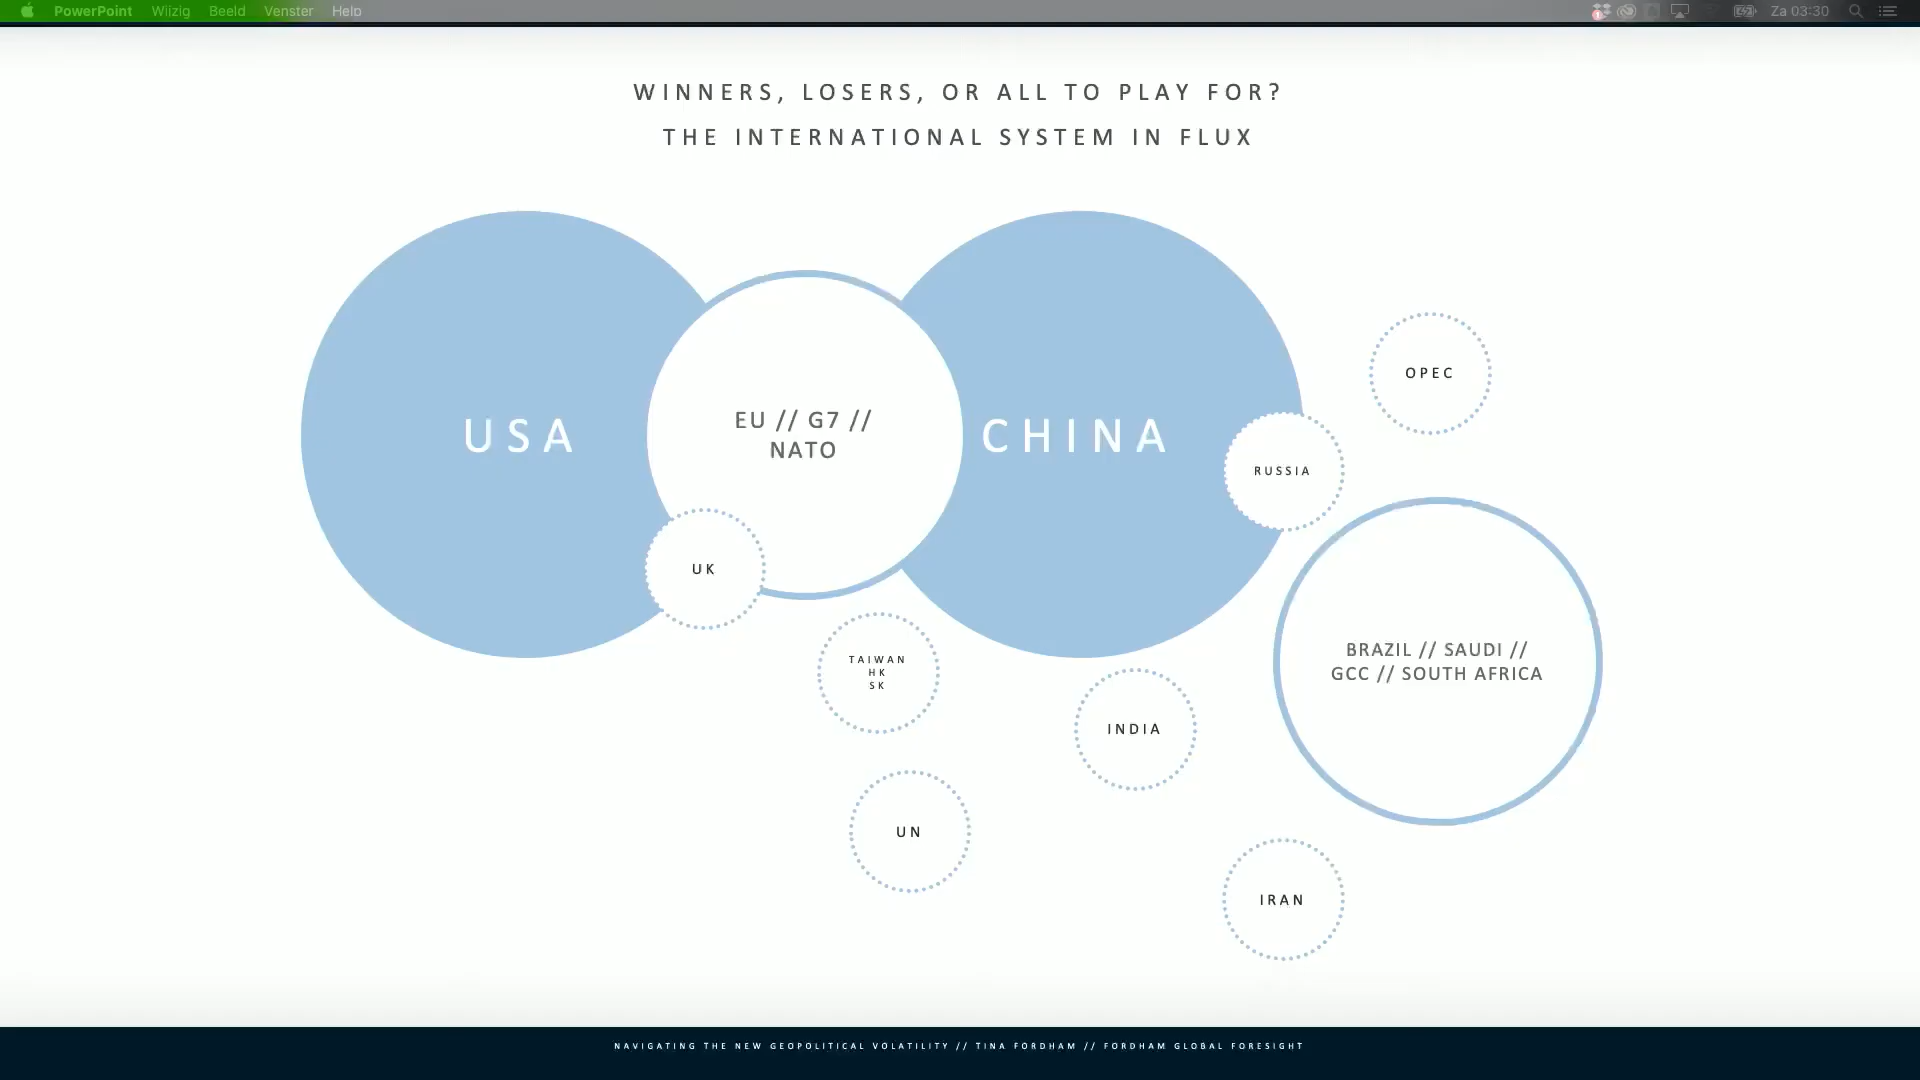 PowerPoint Wijzig Beeld Venster Help Za 03:30
WINNERS, LOSERS, OR ALL TO PLAY FOR?
THE INTERNATIONAL SYSTEM IN FLUX
OPEC
EU // G7 //
NATO
USA
CHINA
RUSSIA
UK
TAIWAN
HK
SK
BRAZIL // SAUDI //
GCC // SOUTH AFRICA
INDIA
UN
IRAN
NAVIGATING THE NEW GEOPOLITICAL VOLATILITY // TINA FORDHAM // FORDHAM GLOBAL FORESIGHT